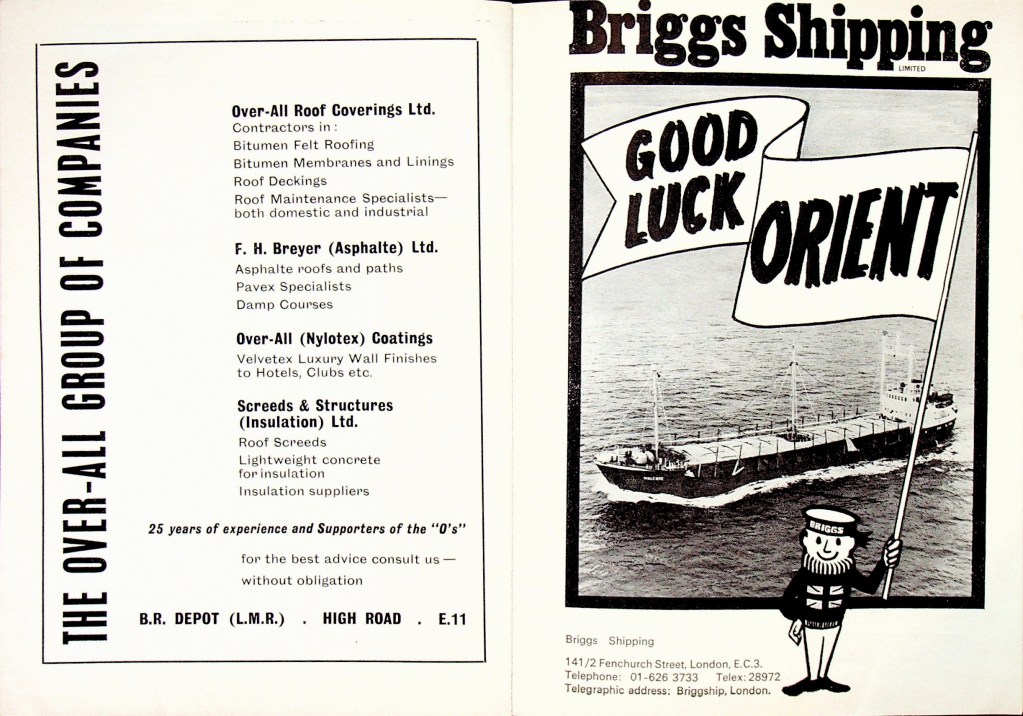 THE OVER-ALL GROUP OF COMPANIES
Over-All Roof Coverings Ltd.
Contractors in :
Bitumen Felt Roofing
Bitumen Membranes and Linings
Roof Deckings
Roof Maintenance Specialists—
both domestic and industrial
F. H. Breyer (Asphalte) Ltd.
Asphalte roofs and paths
Pavex Specialists
Damp Courses
Over-All (Nylotex) Coatings
Velvetex Luxury Wall Finishes
to Hotels, Clubs etc.
Screeds & Structures
(Insulation) Ltd.
Roof Screeds
Lightweight concrete
for insulation
Insulation suppliers
25 years of experience and Supporters of the "O's"
for the best advice consult us —
without obligation
B.R. DEPOT (L.M.R.) . HIGH ROAD . E.11
Briggs Shipping
LIMITED
GOOD
LUCK
ORIENT
BRIGGS
Briggs Shipping
141/2 Fenchurch Street, London, E.C.3.
Telephone: 01-626 3733 Telex: 28972
Telegraphic address: Briggship, London.